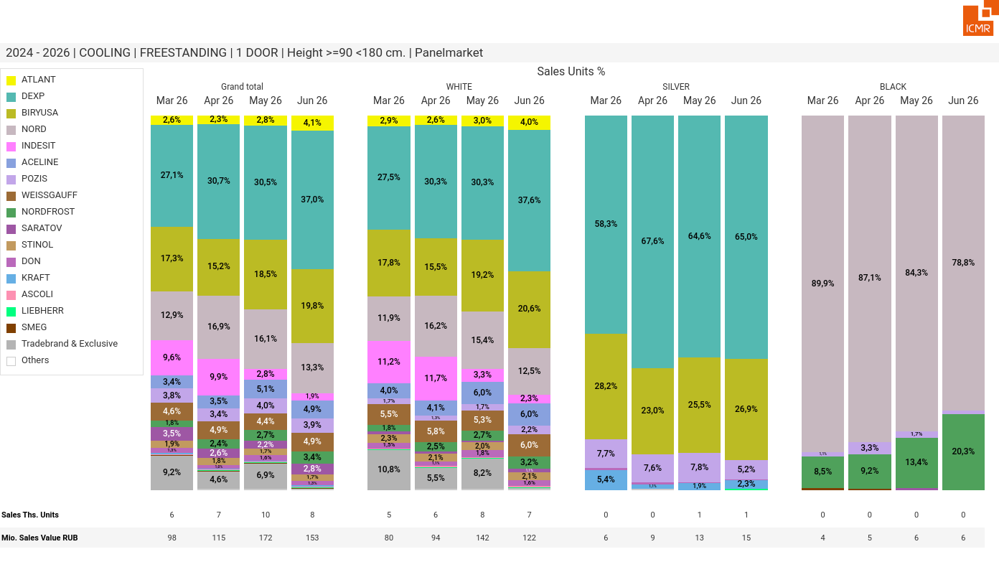 ICMR
2024 - 2026 | COOLING | FREESTANDING | 1 DOOR | Height >=90 <180 cm. | Panelmarket
Sales Units %
ATLANT
DEXP
BIRYUSA
NORD
INDESIT
ACELINE
POZIS
WEISSGAUFF
NORDFROST
SARATOV
STINOL
DON
KRAFT
ASCOLI
LIEBHERR
SMEG
Tradebrand & Exclusive
Others
Grand total
Mar 26 Apr 26 May 26 Jun 26
2,6% 2,3% 2,8% 4,1%
27,1% 30,7% 30,5% 37,0%
17,3% 15,2% 18,5% 19,8%
12,9% 16,9% 16,1% 13,3%
9,6% 9,9% 2,8% 1,9%
3,4% 3,5% 5,1% 4,9%
3,8% 3,4% 4,0% 3,9%
4,6% 4,9% 4,4% 4,9%
1,8% 2,4% 2,7% 3,4%
3,5% 2,6% 2,2% 2,8%
1,9% 1,8% 1,7% 1,7%
1,3% 1,0% 1,6% 1,3%
9,2% 4,6% 6,9%
WHITE
Mar 26 Apr 26 May 26 Jun 26
2,9% 2,6% 3,0% 4,0%
27,5% 30,3% 30,3% 37,6%
17,8% 15,5% 19,2% 20,6%
11,9% 16,2% 15,4% 12,5%
11,2% 11,7% 3,3% 2,3%
4,0% 4,1% 6,0% 6,0%
1,7% 1,3% 1,7% 2,2%
5,5% 5,8% 5,3% 6,0%
1,8% 2,5% 2,7% 3,2%
1,1%
2,3% 2,1% 2,0% 2,1%
1,5% 1,1% 1,8% 1,6%
10,8% 5,5% 8,2%
SILVER
Mar 26 Apr 26 May 26 Jun 26
58,3% 67,6% 64,6% 65,0%
28,2% 23,0% 25,5% 26,9%
7,7% 7,6% 7,8% 5,2%
5,4% 1,1% 1,9% 2,3%
BLACK
Mar 26 Apr 26 May 26 Jun 26
89,9% 87,1% 84,3% 78,8%
1,1% 3,3% 1,7%
8,5% 9,2% 13,4% 20,3%
Sales Ths. Units 6 7 10 8 5 6 8 7 0 0 1 1 0 0 0 0
Mio. Sales Value RUB 98 115 172 153 80 94 142 122 6 9 13 15 4 5 6 6